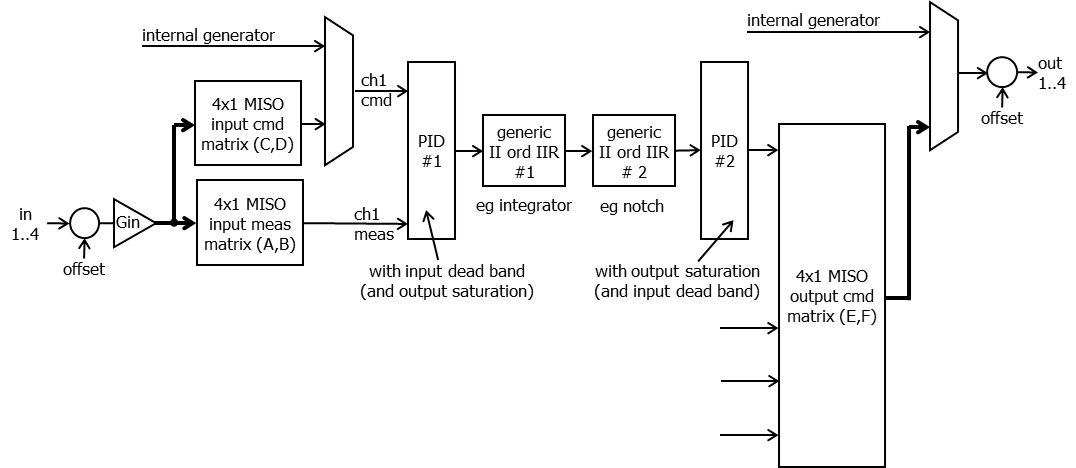 internal generator
4x1 MISO
input cmd
matrix (C,D)
ch1
cmd
in
1..4
offset
Gin
4x1 MISO
input meas
matrix (A,B)
ch1
meas
PID
#1
with input dead band
(and output saturation)
generic
II ord IIR
#1
eg integrator
generic
II ord IIR
# 2
eg notch
PID
#2
with output saturation
(and input dead band)
4x1 MISO
output cmd
matrix (E,F)
internal generator
out
1..4
offset